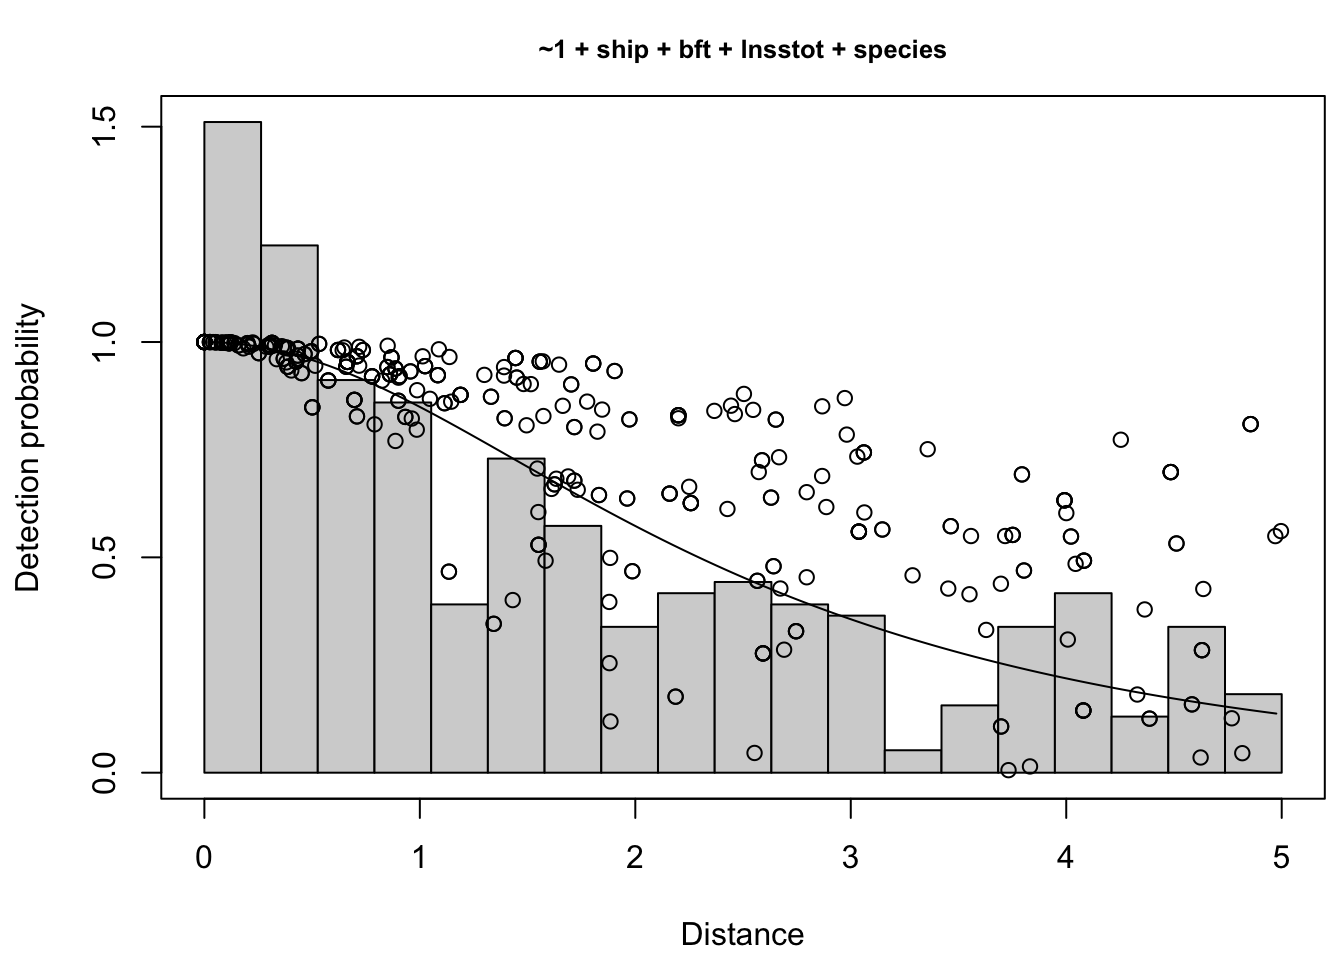 ~1 + ship + bft + lnsstot + species
Detection probability
1.5
1.0
0.5
0.0
0 1 2 3 4 5
Distance